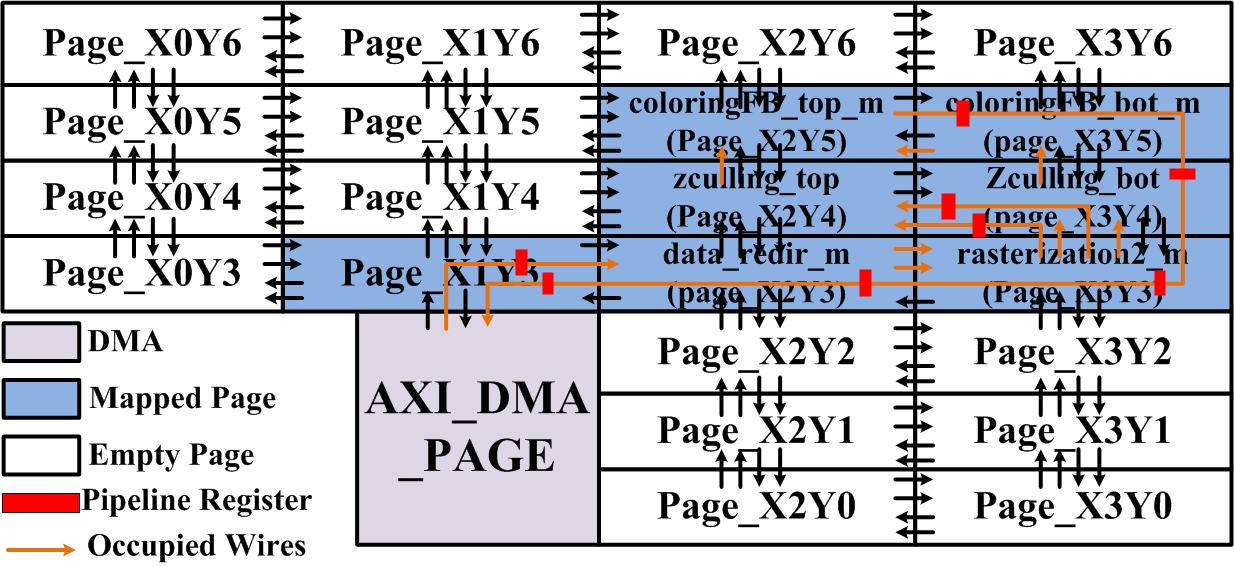 Page_X0Y6
Page_X1Y6
Page_X2Y6
Page_X3Y6
Page_X0Y5
Page_X1Y5
coloringFB_top_m
(Page_X2Y5)
coloringFB_bot_m
(page_X3Y5)
Page_X0Y4
Page_X1Y4
zculling_top
(Page_X2Y4)
Zculling_bot
(page_X3Y4)
Page_X0Y3
Page_X1Y3
data_redir_m
(page_X2Y3)
rasterization2_m
(Page_X3Y3)
DMA
Mapped Page
Empty Page
Pipeline Register
Occupied Wires
AXI_DMA
_PAGE
Page_X2Y2
Page_X3Y2
Page_X2Y1
Page_X3Y1
Page_X2Y0
Page_X3Y0